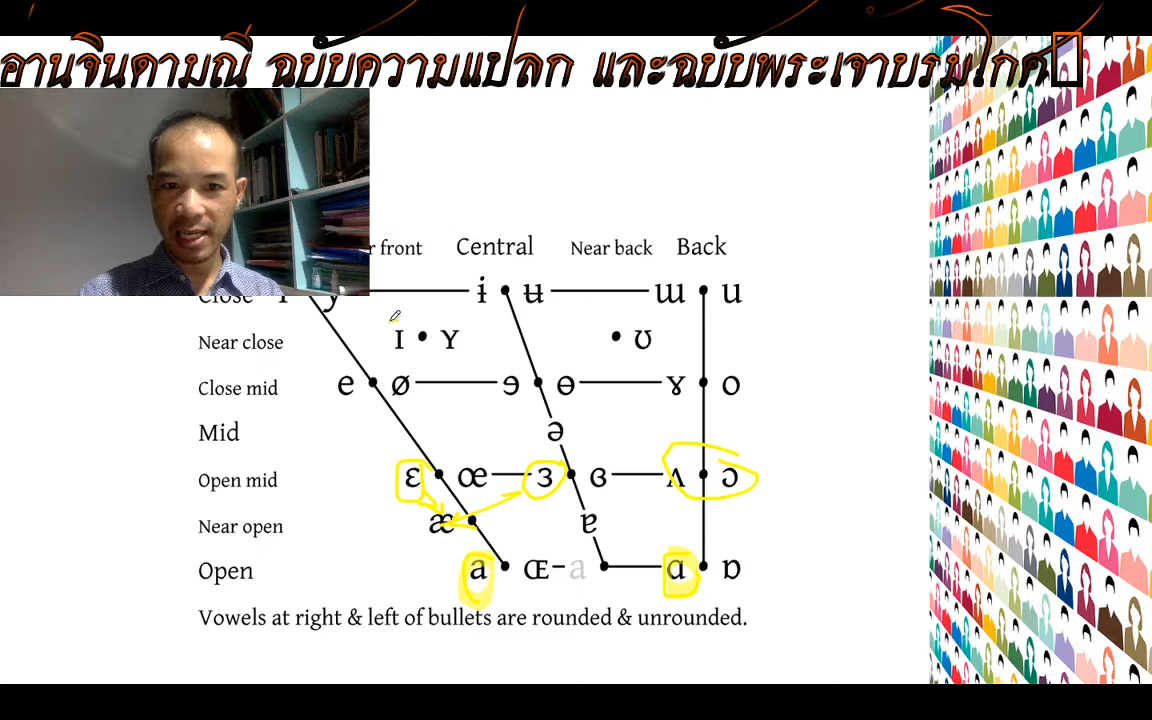 อานจินดามณี ฉบับความแปลก และฉบับพระเจาบรมโกศ
r front Central Near back Back
Close i y ɨ ʉ ɯ u
Near close ɪ ʏ ʊ
Close mid e ø ɘ ɵ ɤ o
Mid ə
Open mid ɛ œ ɜ ɞ ʌ ɔ
Near open æ ɐ
Open a ɶ a ɑ ɒ
Vowels at right & left of bullets are rounded & unrounded.